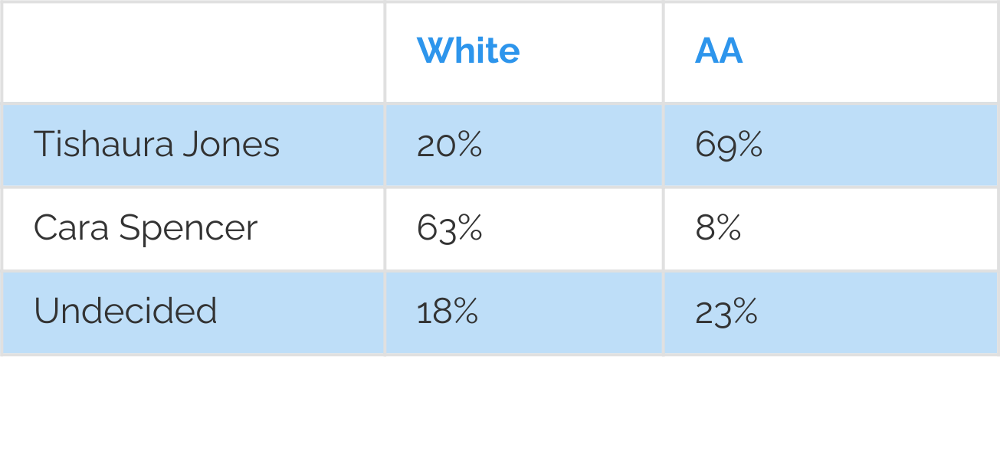 White AA
Tishaura Jones 20% 69%
Cara Spencer 63% 8%
Undecided 18% 23%